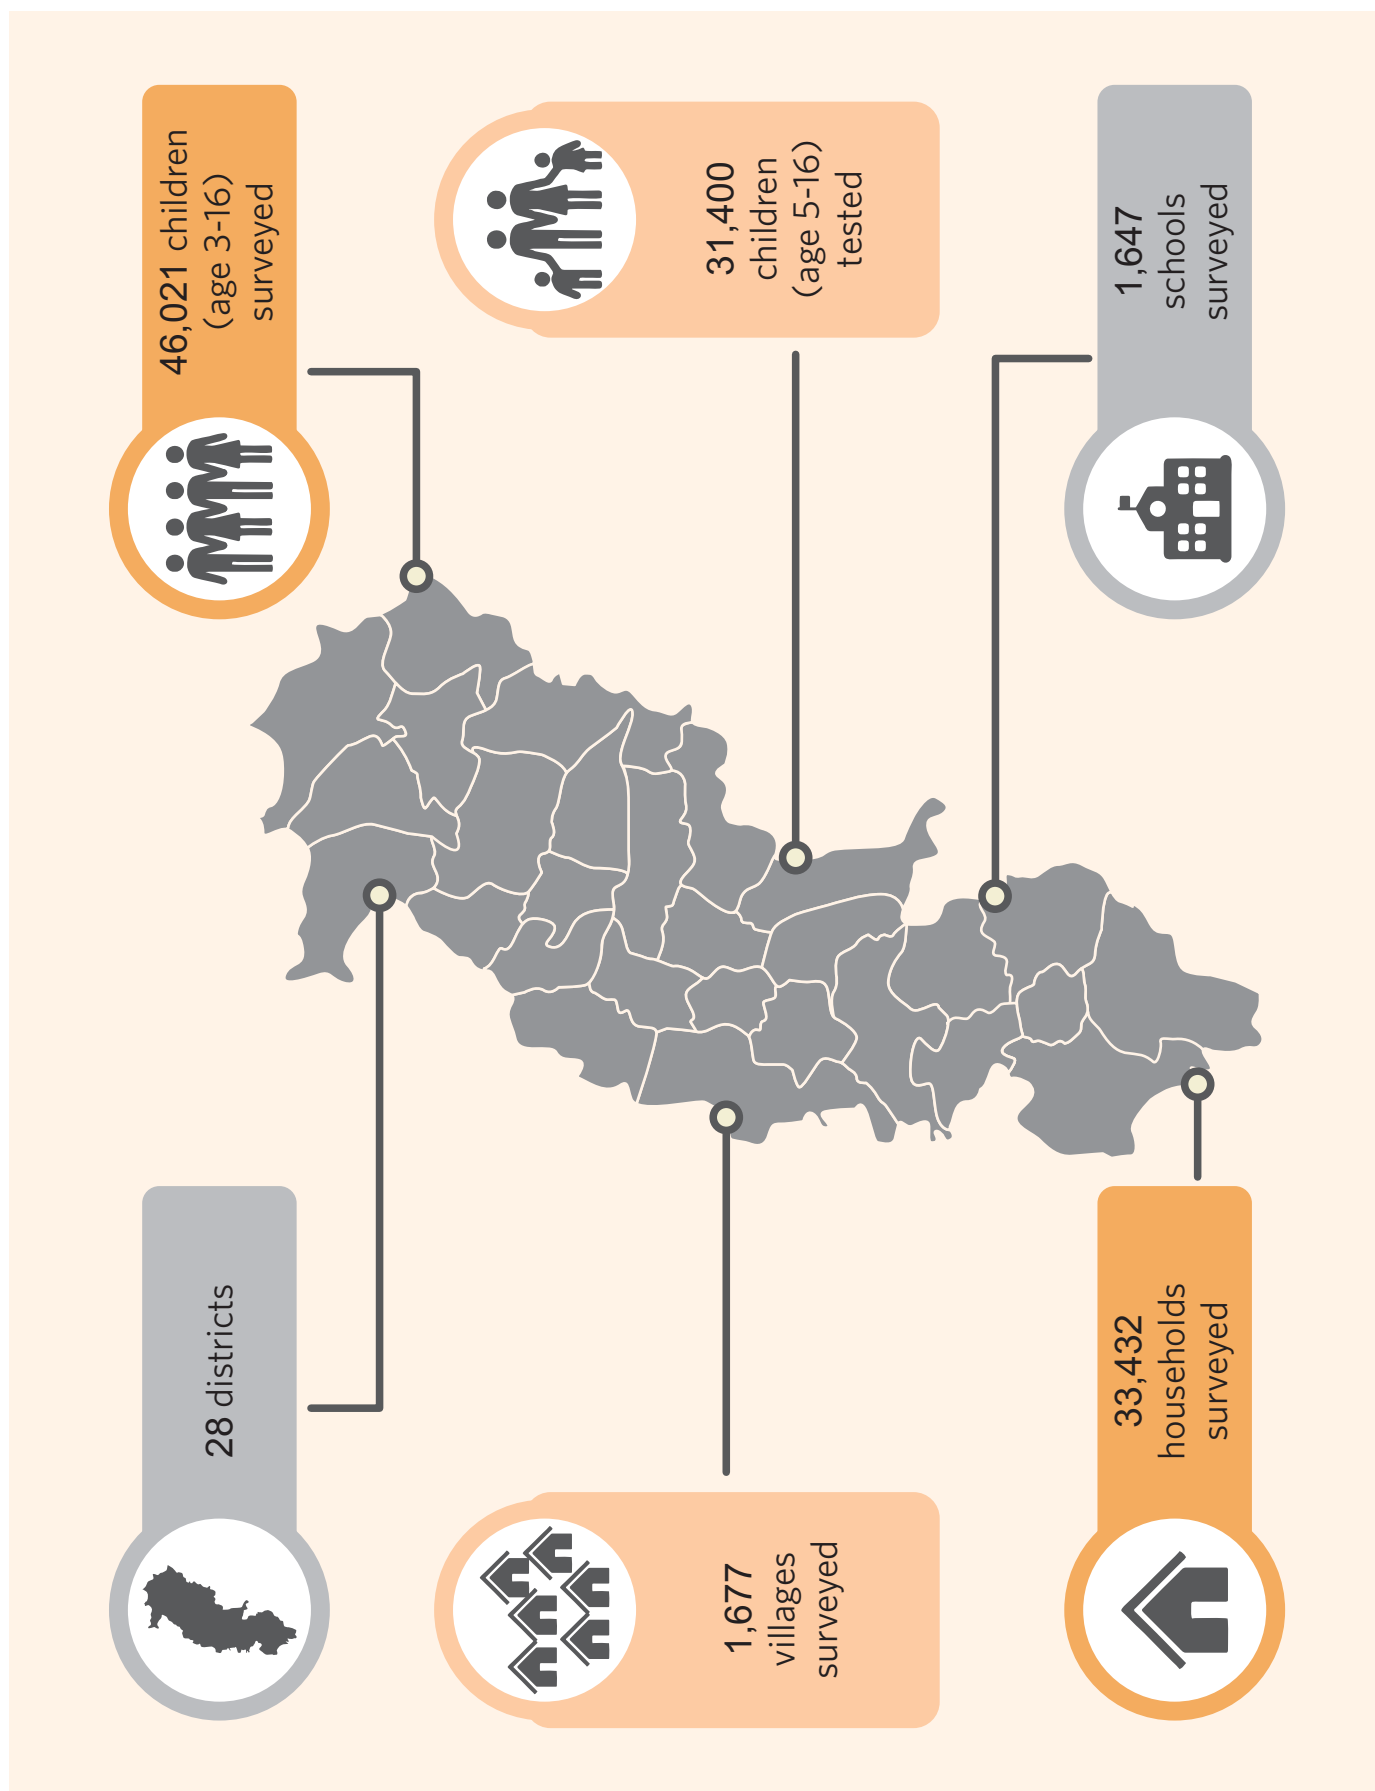 28 districts
46,021 children
(age 3-16)
surveyed
1,677
villages
surveyed
31,400
children
(age 5-16)
tested
33,432
households
surveyed
1,647
schools
surveyed